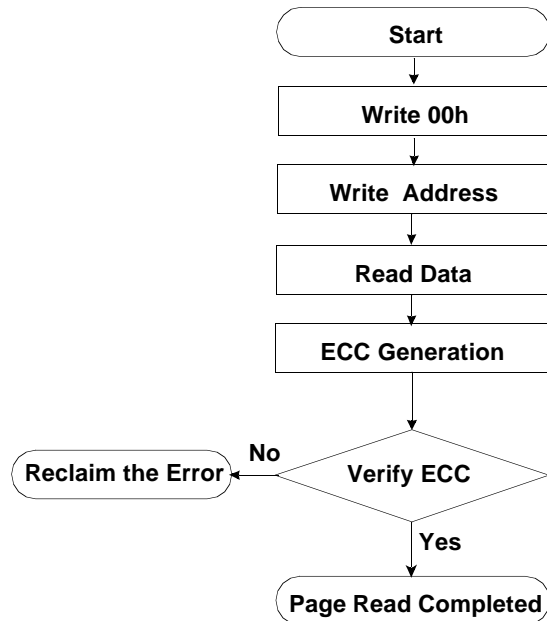 Start
Write 00h
Write Address
Read Data
ECC Generation
No
Reclaim the Error
Verify ECC
Yes
Page Read Completed